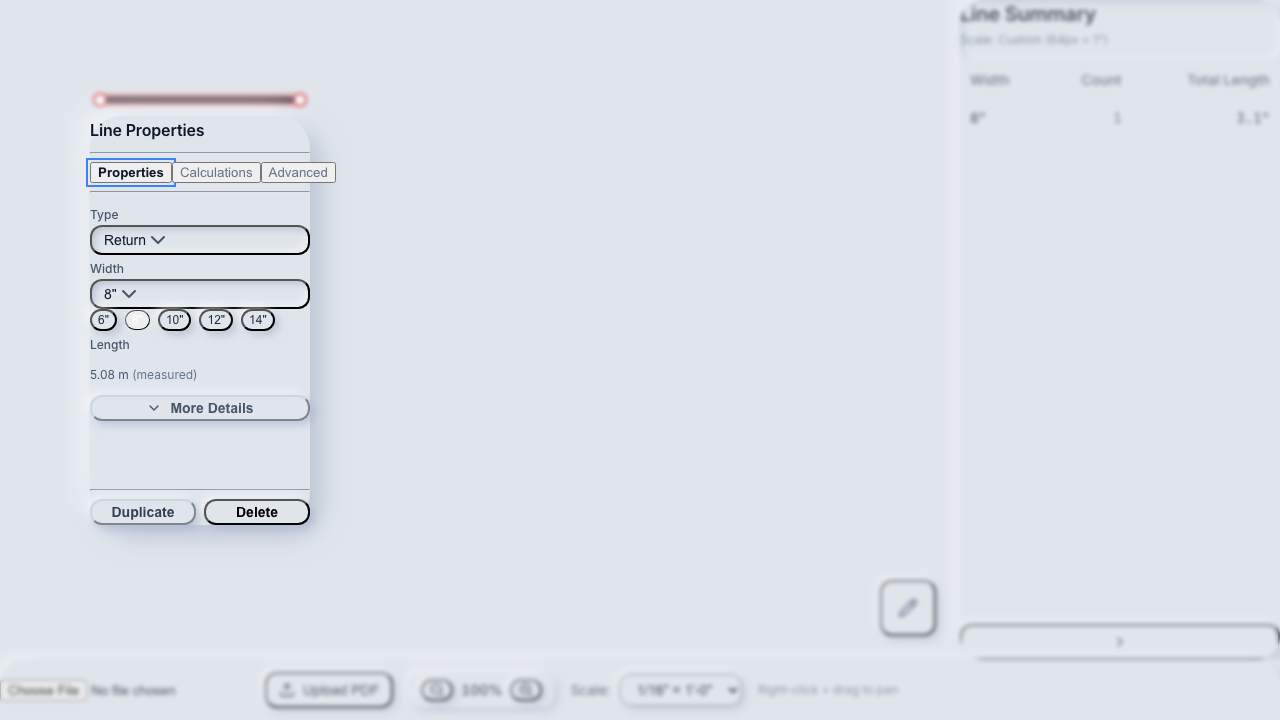 Line Summary
Scale: Custom (64px = 1")
Width Count Total Length
8" 1 3.1"
Line Properties
Properties Calculations Advanced
Type
Return
Width
8"
6" 10" 12" 14"
Length
5.08 m (measured)
More Details
Duplicate Delete
Choose File No file chosen
Upload PDF
100%
Scale:
1/16" = 1'-0"
Right-click + drag to pan